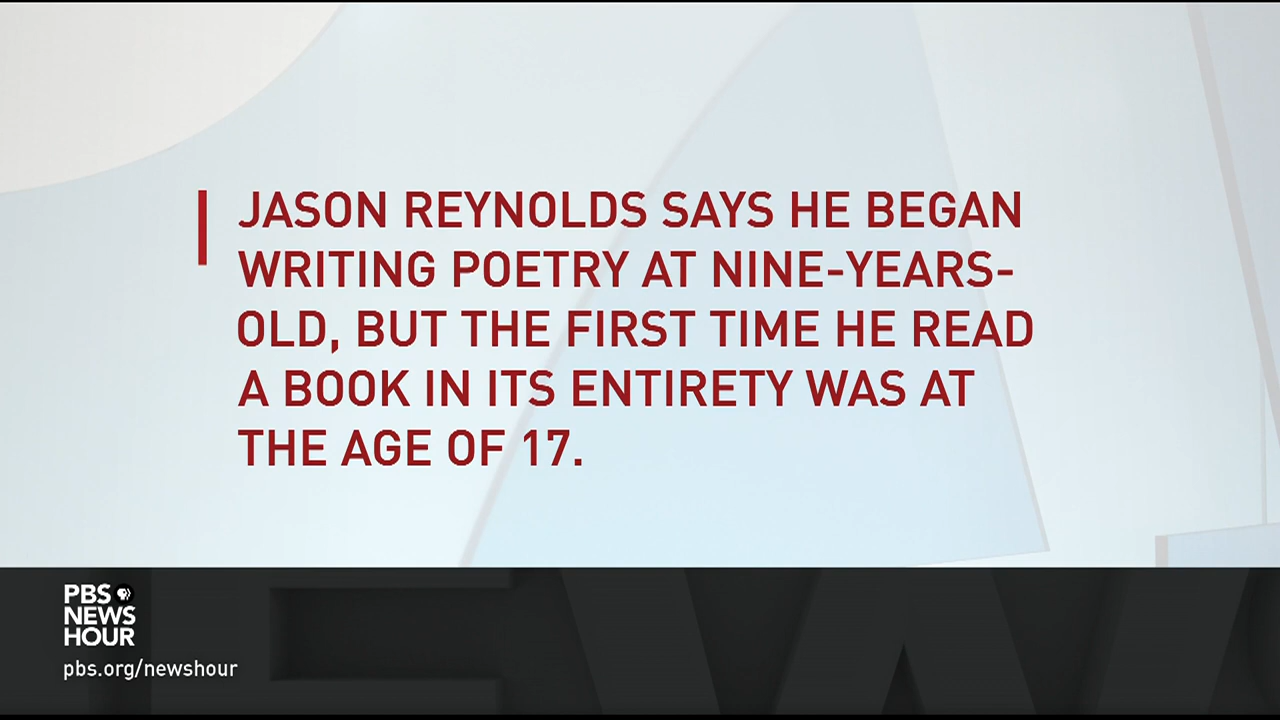 JASON REYNOLDS SAYS HE BEGAN
WRITING POETRY AT NINE-YEARS-
OLD, BUT THE FIRST TIME HE READ
A BOOK IN ITS ENTIRETY WAS AT
THE AGE OF 17.
PBS
NEWS
HOUR
pbs.org/newshour